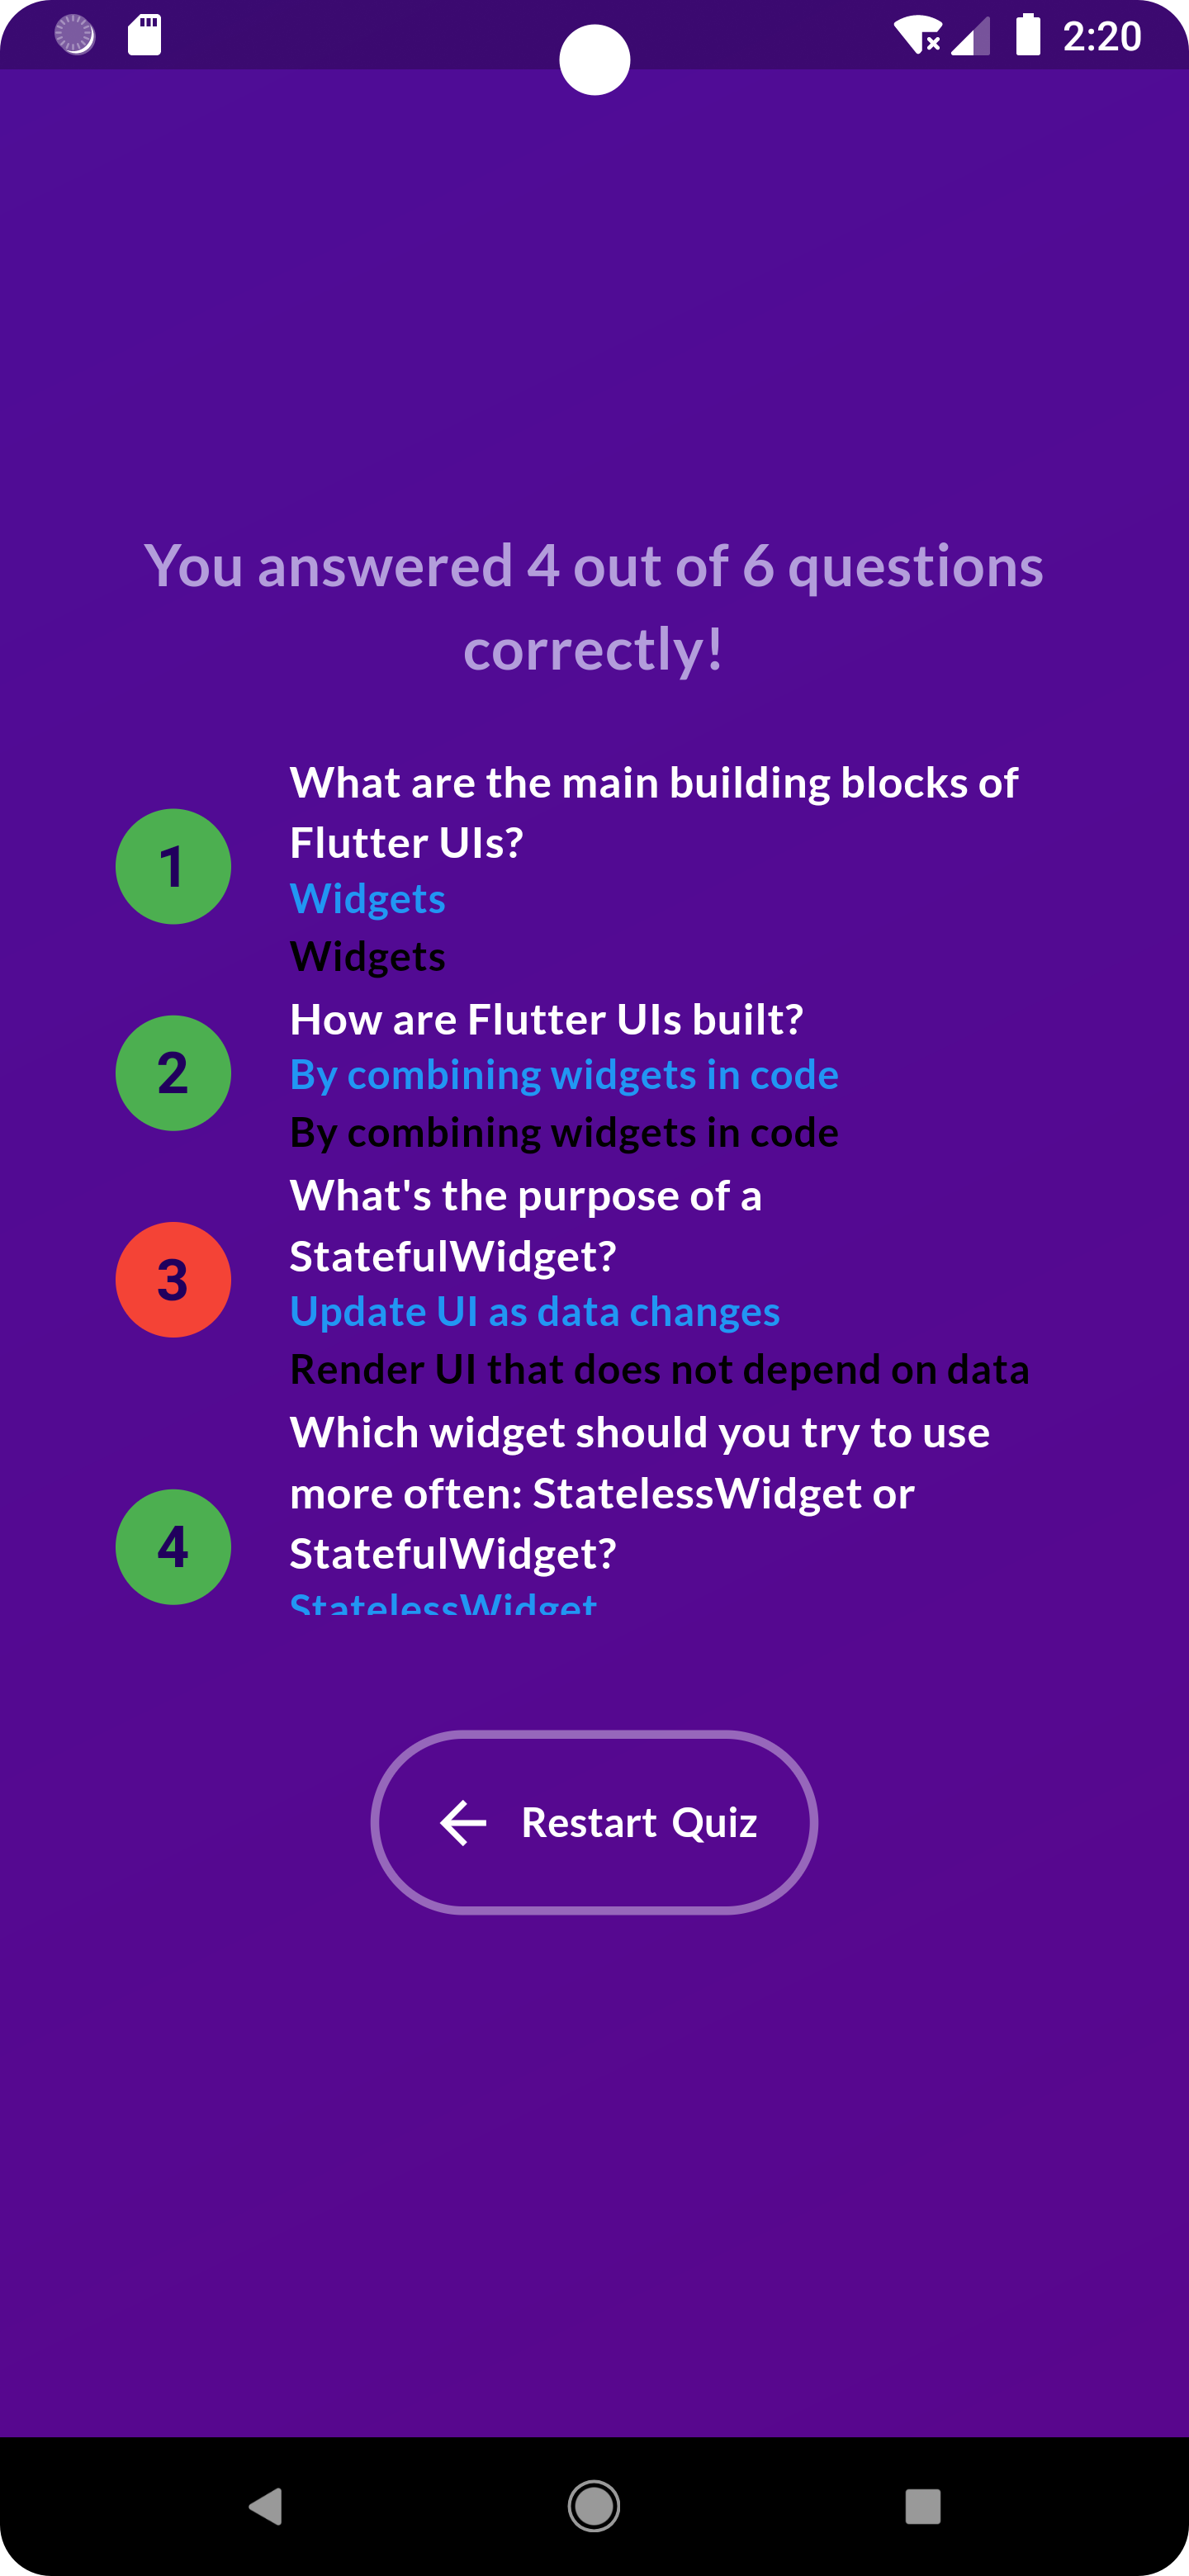 2:20
You answered 4 out of 6 questions
correctly!
1
What are the main building blocks of
Flutter UIs?
Widgets
Widgets
2
How are Flutter UIs built?
By combining widgets in code
By combining widgets in code
3
What's the purpose of a
StatefulWidget?
Update UI as data changes
Render UI that does not depend on data
4
Which widget should you try to use
more often: StatelessWidget or
StatefulWidget?
StatelessWidget
Restart Quiz